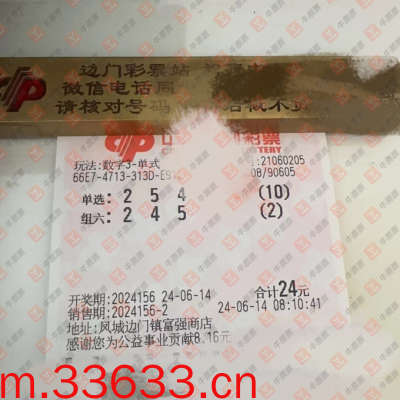 边门彩票站
微信电话同
请核对号码
玩法:数字3-单式
:21060205
66E7-4713-313D-E
08/90605
单选: 2 5 4 (10)
组六: 2 4 5 (2)
合计24元
开奖期:2024156 24-06-14
销售期:2024156-2 24-06-14 08:10:41
地址:凤城边门镇富强商店
感谢您为公益事业贡献8.16元
m.33633.cn